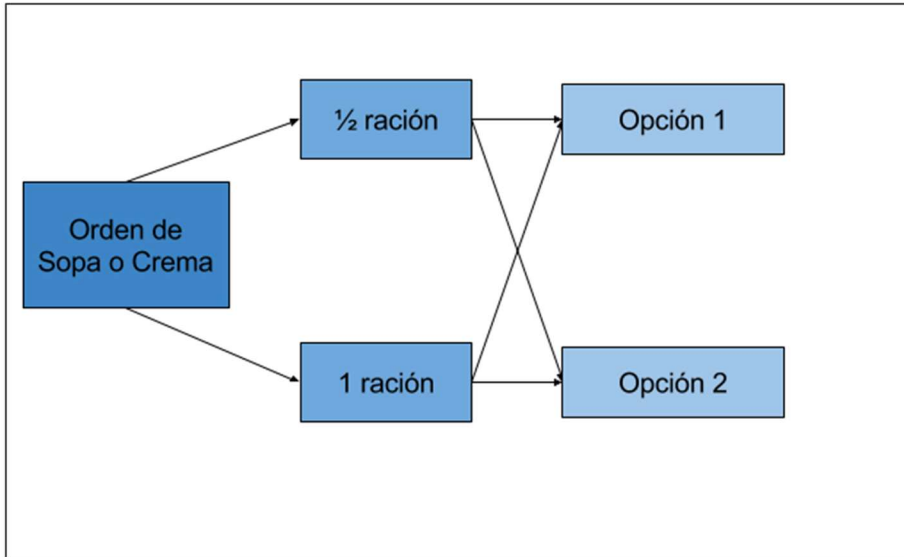 ½ ración
Opción 1
Orden de
Sopa o Crema
1 ración
Opción 2